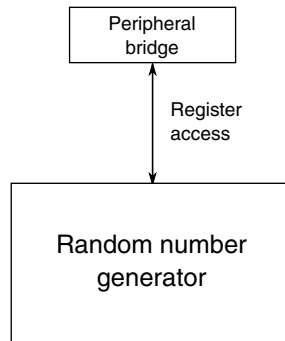 Peripheral
bridge
Register
access
Random number
generator